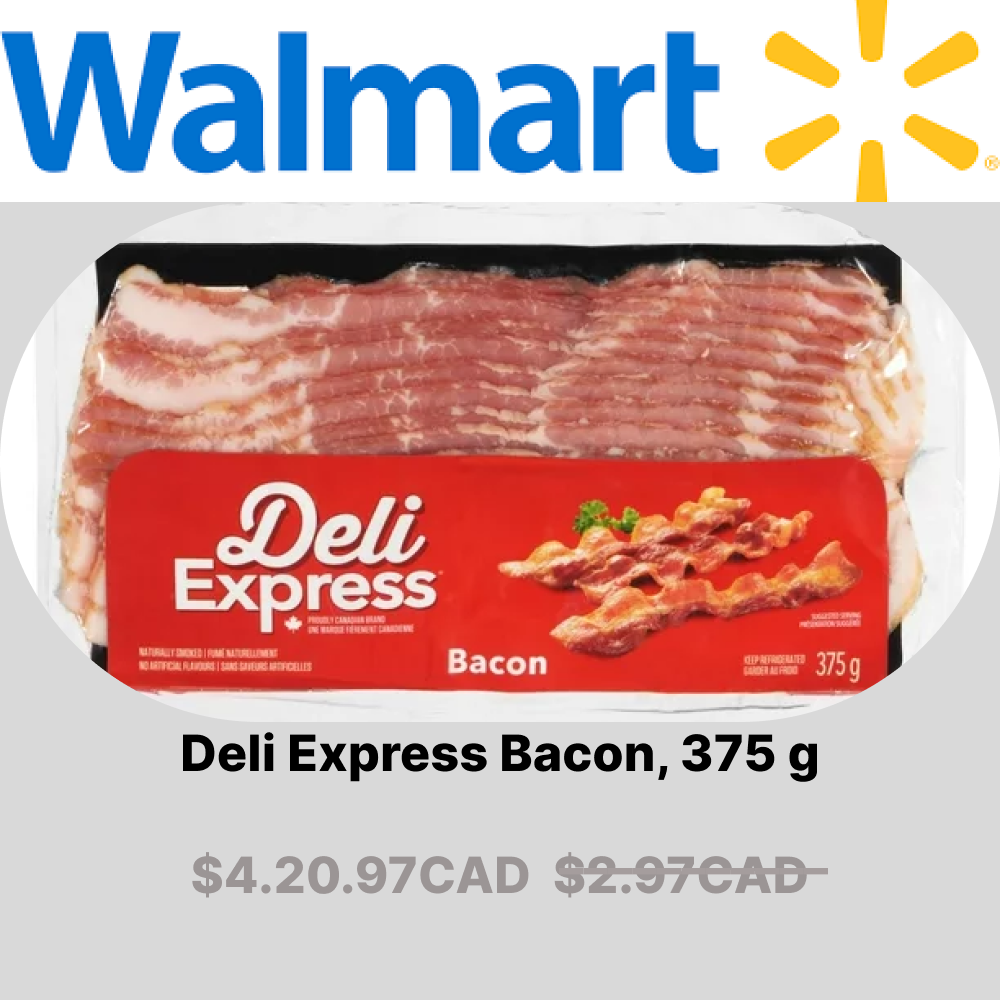 Walmart ®
Deli
Express
PROUDLY CANADIAN BRAND
UNE MARQUE FIÈREMENT CANADIENNE
NATURALLY SMOKED | FUMÉ NATURELLEMENT
NO ARTIFICIAL FLAVOURS | SANS SAVEURS ARTIFICIELLES
Bacon
SUGGESTED SERVING
PRÉSENTATION SUGGÉRÉE
KEEP REFRIGERATED
GARDER AU FROID
375 g
Deli Express Bacon, 375 g
$4.20.97CAD $2.97CAD